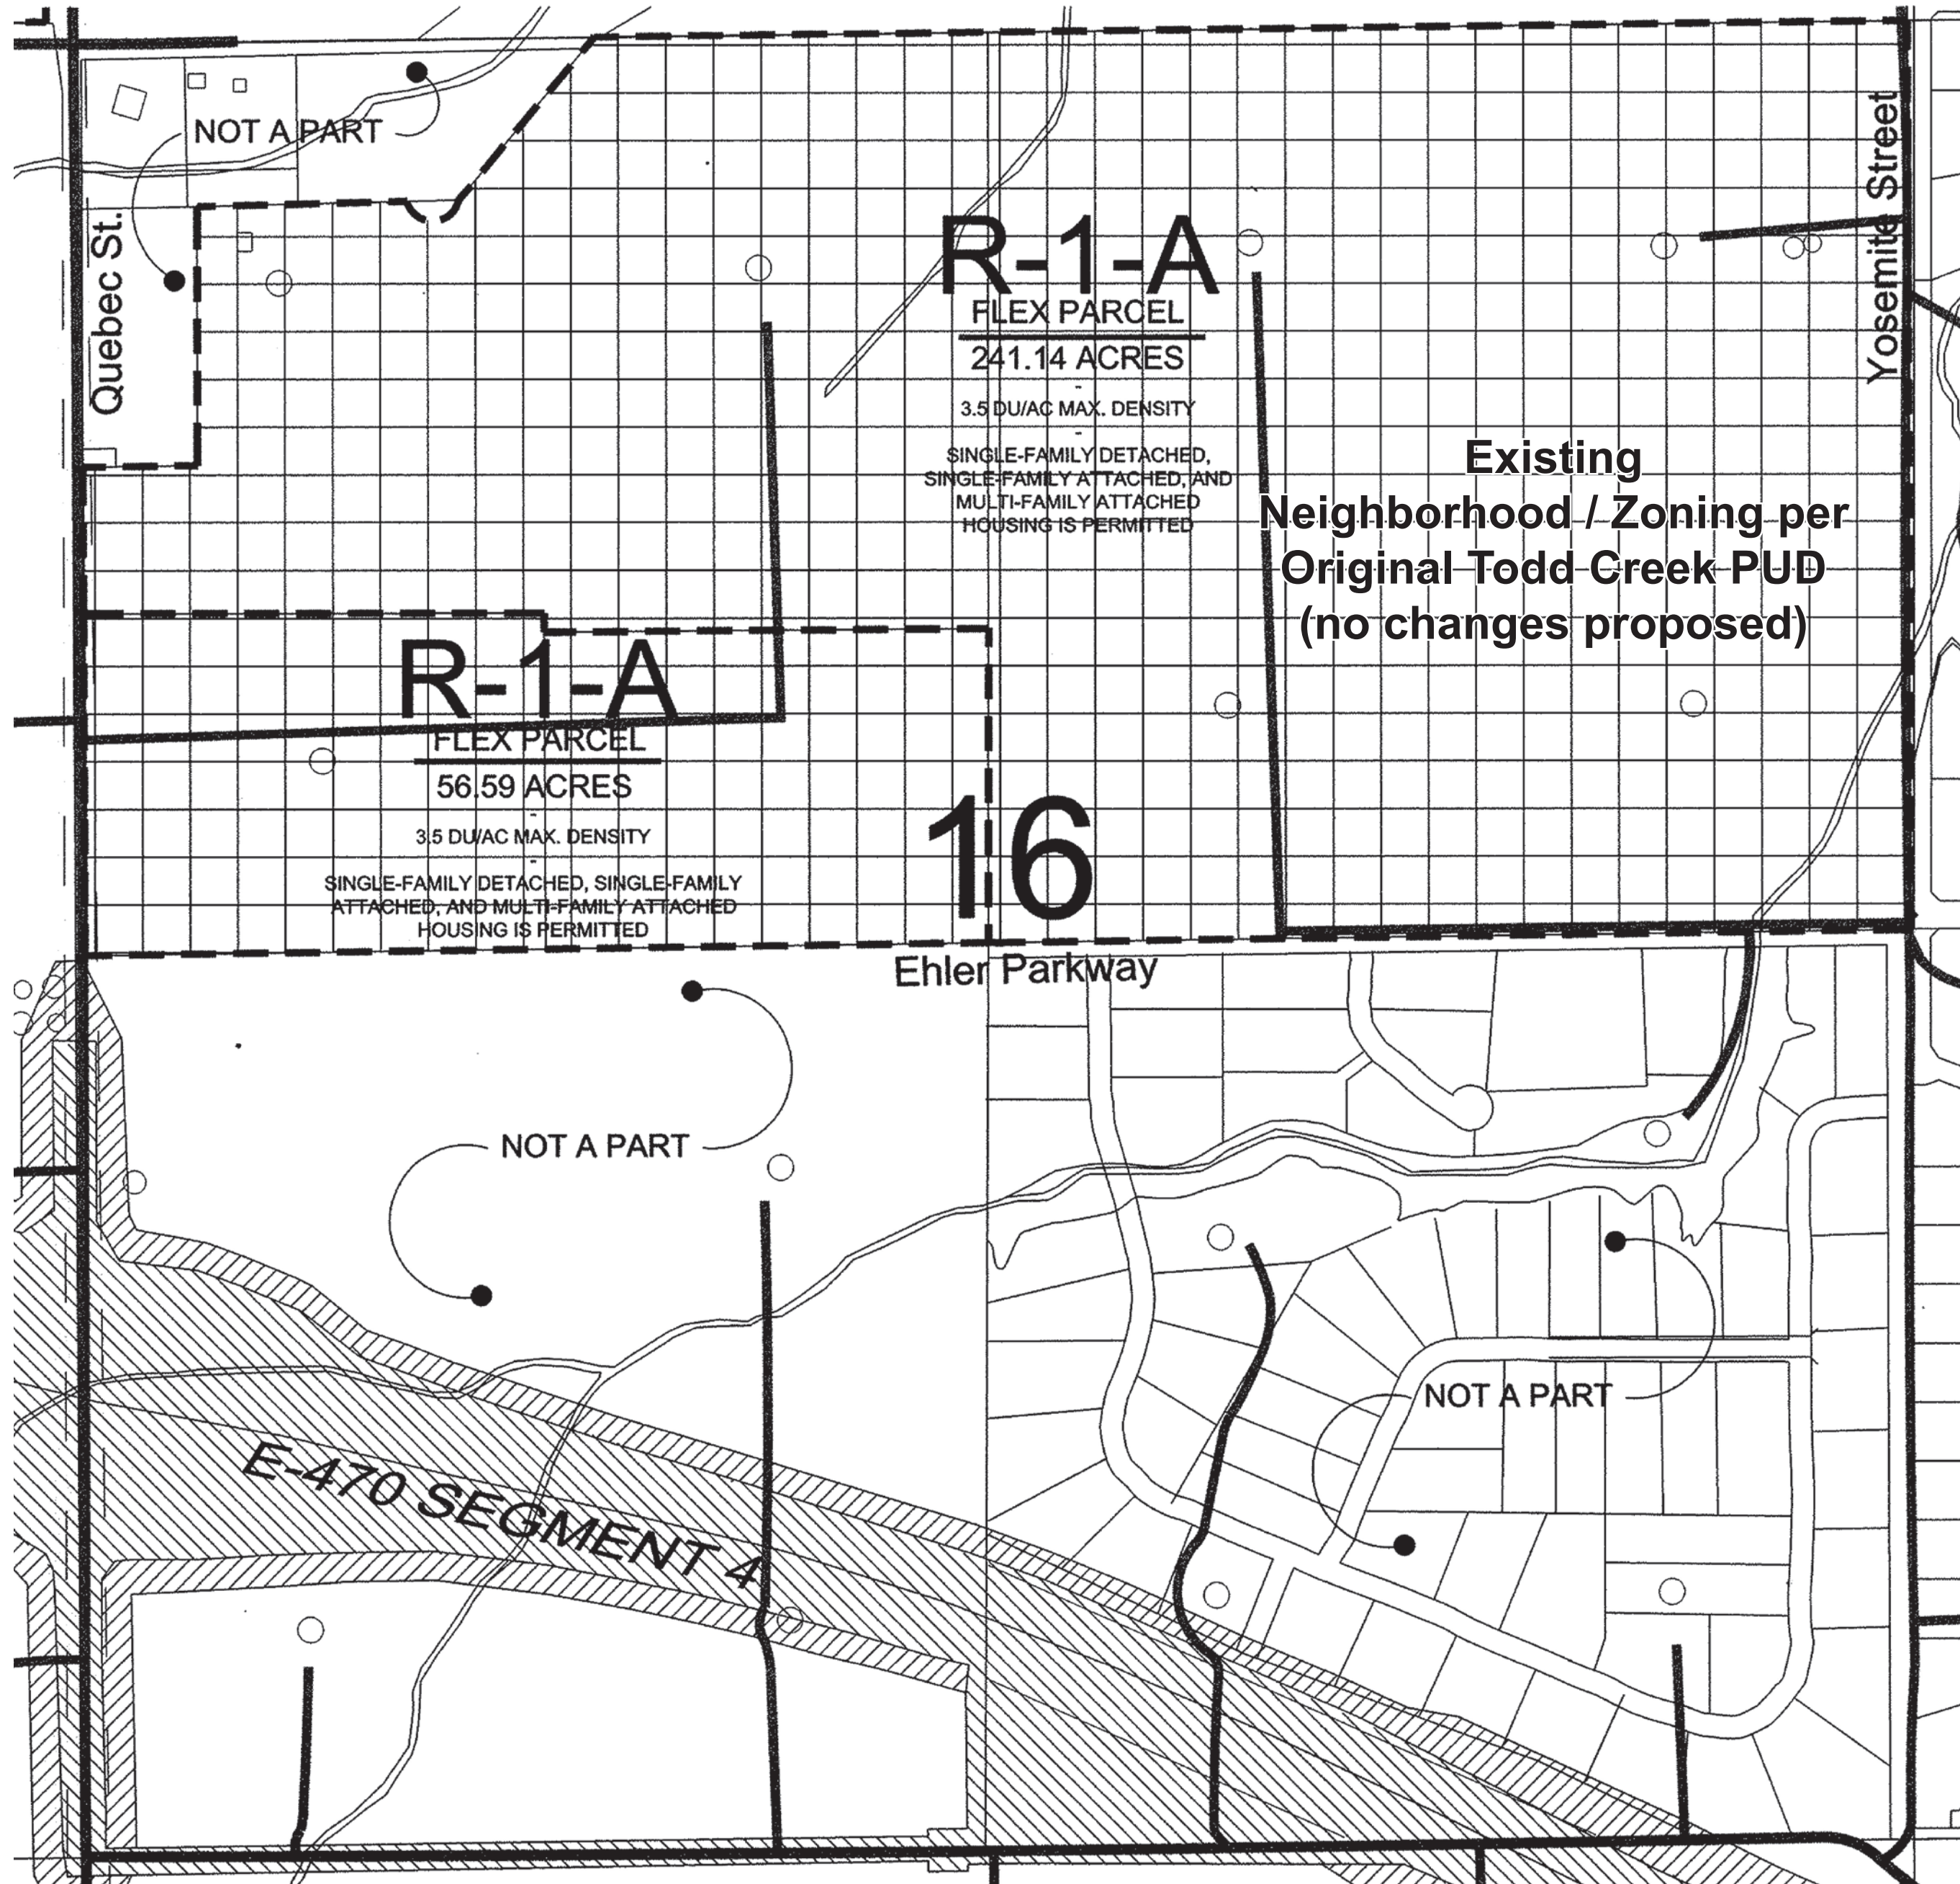 NOT A PART
Quebec St.
Yosemite Street
R-1-A
FLEX PARCEL
241.14 ACRES
-
3.5 DU/AC MAX. DENSITY
-
SINGLE-FAMILY DETACHED,
SINGLE-FAMILY ATTACHED, AND
MULTI-FAMILY ATTACHED
HOUSING IS PERMITTED
Existing
Neighborhood / Zoning per
Original Todd Creek PUD
(no changes proposed)
R-1-A
FLEX PARCEL
56.59 ACRES
-
3.5 DU/AC MAX. DENSITY
-
SINGLE-FAMILY DETACHED, SINGLE-FAMILY
ATTACHED, AND MULTI-FAMILY ATTACHED
HOUSING IS PERMITTED
16
Ehler Parkway
NOT A PART
NOT A PART
E-470 SEGMENT 4